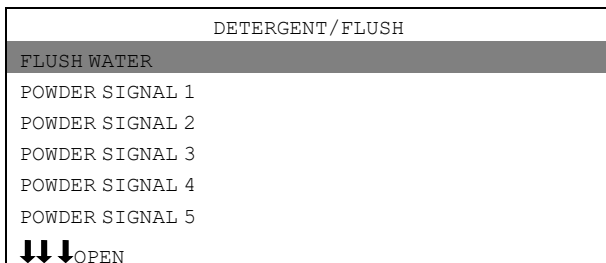 DETERGENT/FLUSH
FLUSH WATER
POWDER SIGNAL 1
POWDER SIGNAL 2
POWDER SIGNAL 3
POWDER SIGNAL 4
POWDER SIGNAL 5
⬇⬇⬇OPEN